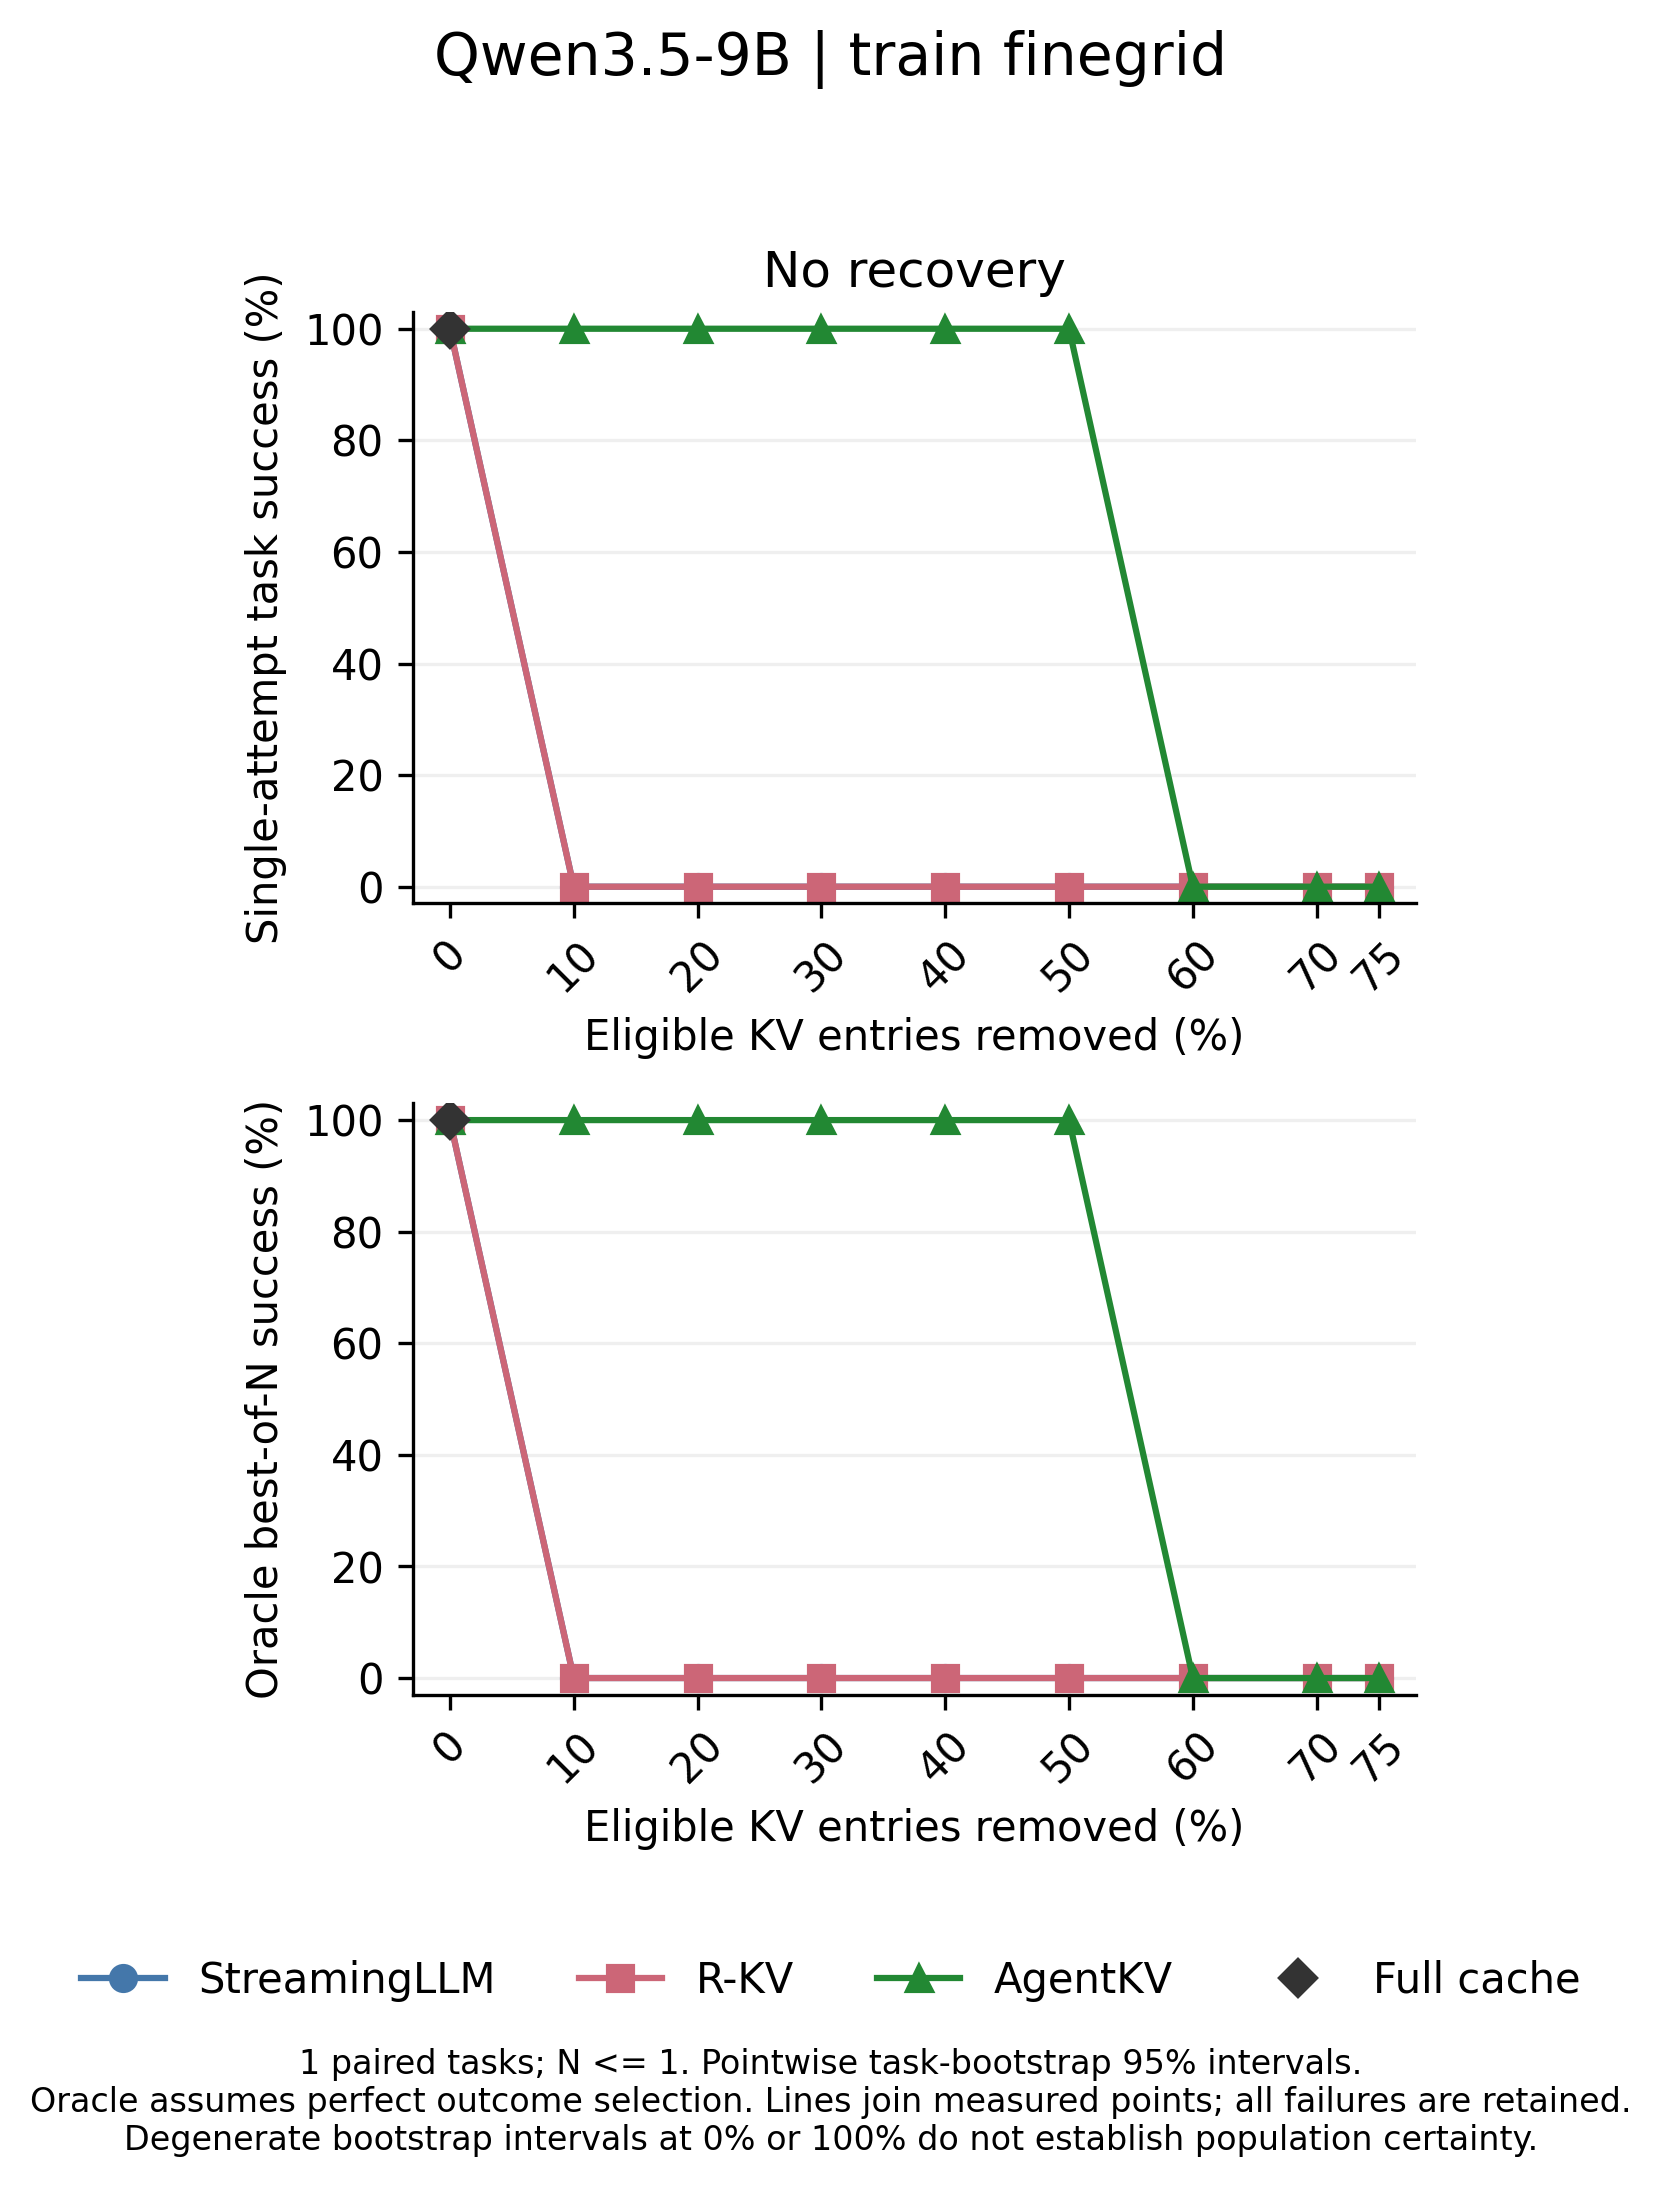 Qwen3.5-9B | train finegrid
No recovery
Single-attempt task success (%)
100
80
60
40
20
0
0 10 20 30 40 50 60 70 75
Eligible KV entries removed (%)
Oracle best-of-N success (%)
100
80
60
40
20
0
0 10 20 30 40 50 60 70 75
Eligible KV entries removed (%)
StreamingLLM R-KV AgentKV Full cache
1 paired tasks; N <= 1. Pointwise task-bootstrap 95% intervals.
Oracle assumes perfect outcome selection. Lines join measured points; all failures are retained.
Degenerate bootstrap intervals at 0% or 100% do not establish population certainty.